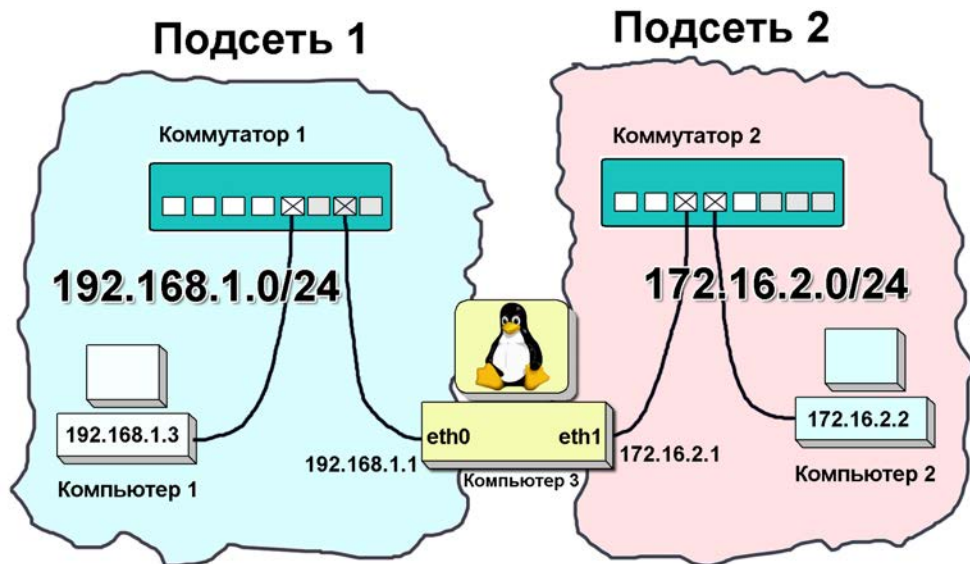 Подсеть 1
Подсеть 2
Коммутатор 1
Коммутатор 2
192.168.1.0/24
172.16.2.0/24
192.168.1.3
eth0
eth1
172.16.2.2
192.168.1.1
172.16.2.1
Компьютер 1
Компьютер 3
Компьютер 2